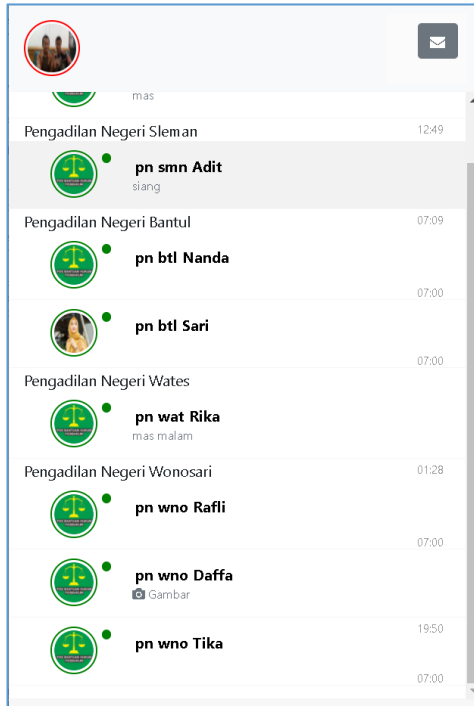 mas
Pengadilan Negeri Sleman 12:49
pn smn Adit
siang
Pengadilan Negeri Bantul 07:09
pn btl Nanda
07:00
pn btl Sari
07:00
Pengadilan Negeri Wates
pn wat Rika
mas malam
Pengadilan Negeri Wonosari 01:28
pn wno Rafli
07:00
pn wno Daffa
Gambar
19:50
pn wno Tika
07:00